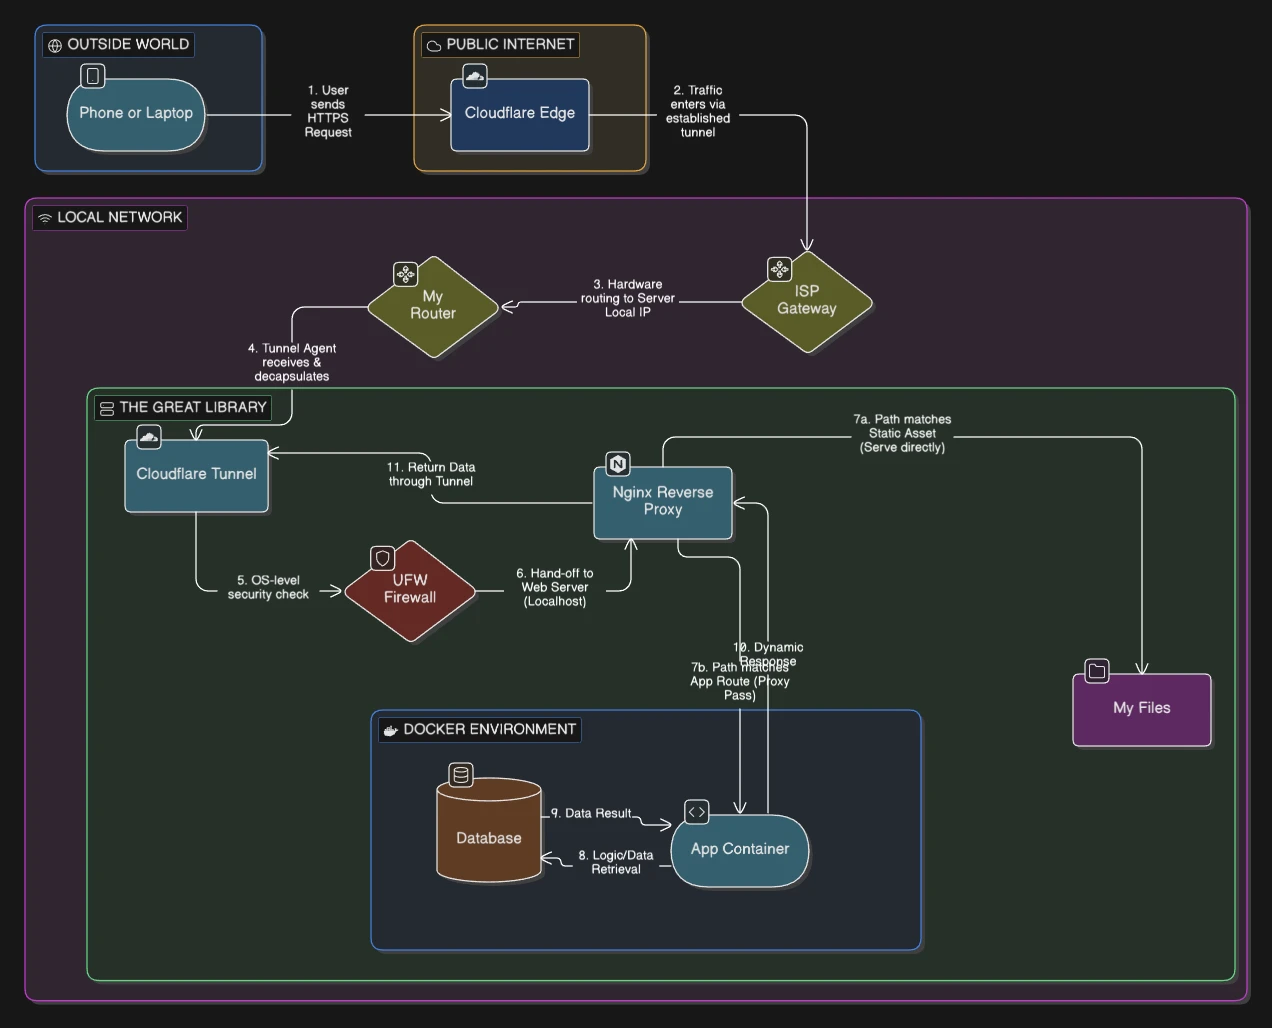 OUTSIDE WORLD
PUBLIC INTERNET
Phone or Laptop
1. User
sends
HTTPS
Request
Cloudflare Edge
2. Traffic
enters via
established
tunnel
LOCAL NETWORK
My
Router
3. Hardware
routing to Server
Local IP
ISP
Gateway
4. Tunnel Agent
receives &
decapsulates
THE GREAT LIBRARY
Cloudflare Tunnel
11. Return Data
through Tunnel
Nginx Reverse
Proxy
7a. Path matches
Static Asset
(Serve directly)
5. OS-level
security check
UFW
Firewall
6. Hand-off to
Web Server
(Localhost)
10. Dynamic
Response
7b. Path matches
App Route (Proxy
Pass)
My Files
DOCKER ENVIRONMENT
Database
9. Data Result
8. Logic/Data
Retrieval
App Container